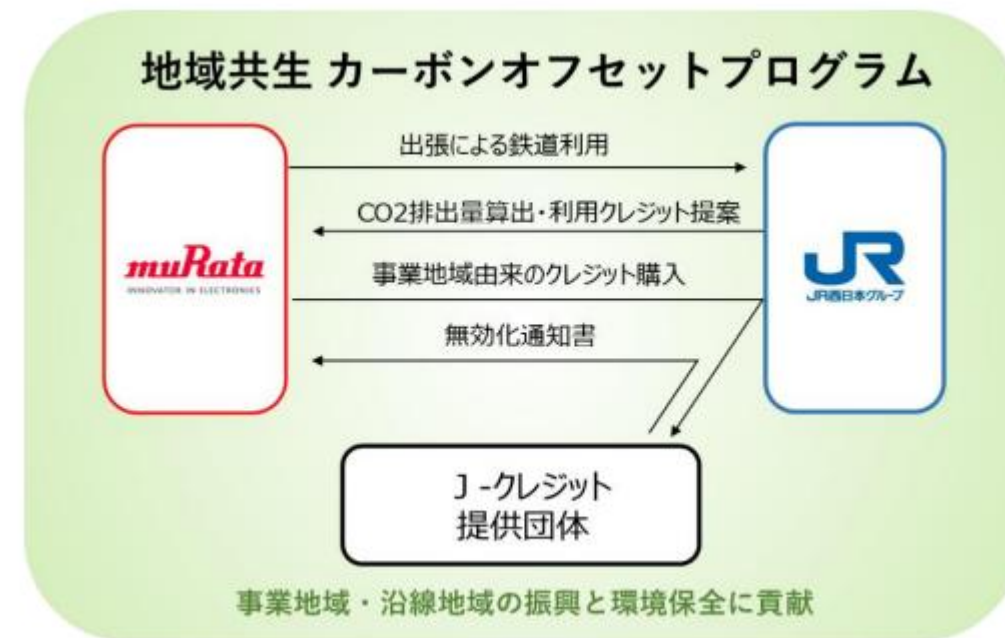 地域共生 カーボンオフセットプログラム
出張による鉄道利用
CO2排出量算出・利用クレジット提案
事業地域由来のクレジット購入
無効化通知書
muRata
INNOVATOR IN ELECTRONICS
JR
JR西日本グループ
J -クレジット
提供団体
事業地域・沿線地域の振興と環境保全に貢献